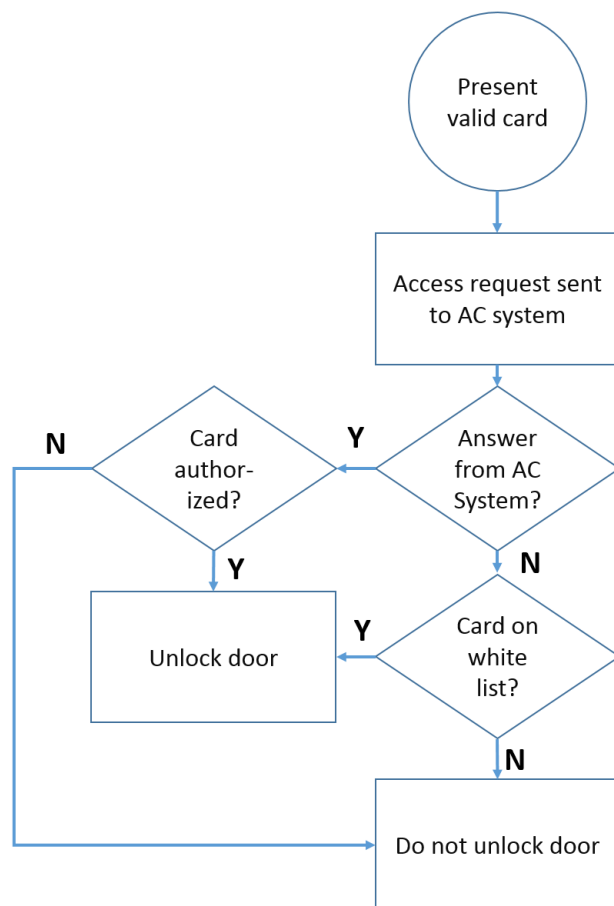 Present
valid card
Access request sent
to AC system
N
Card
author-
ized?
Y
Answer
from AC
System?
Y
N
Unlock door
Y
Card on
white
list?
N
Do not unlock door